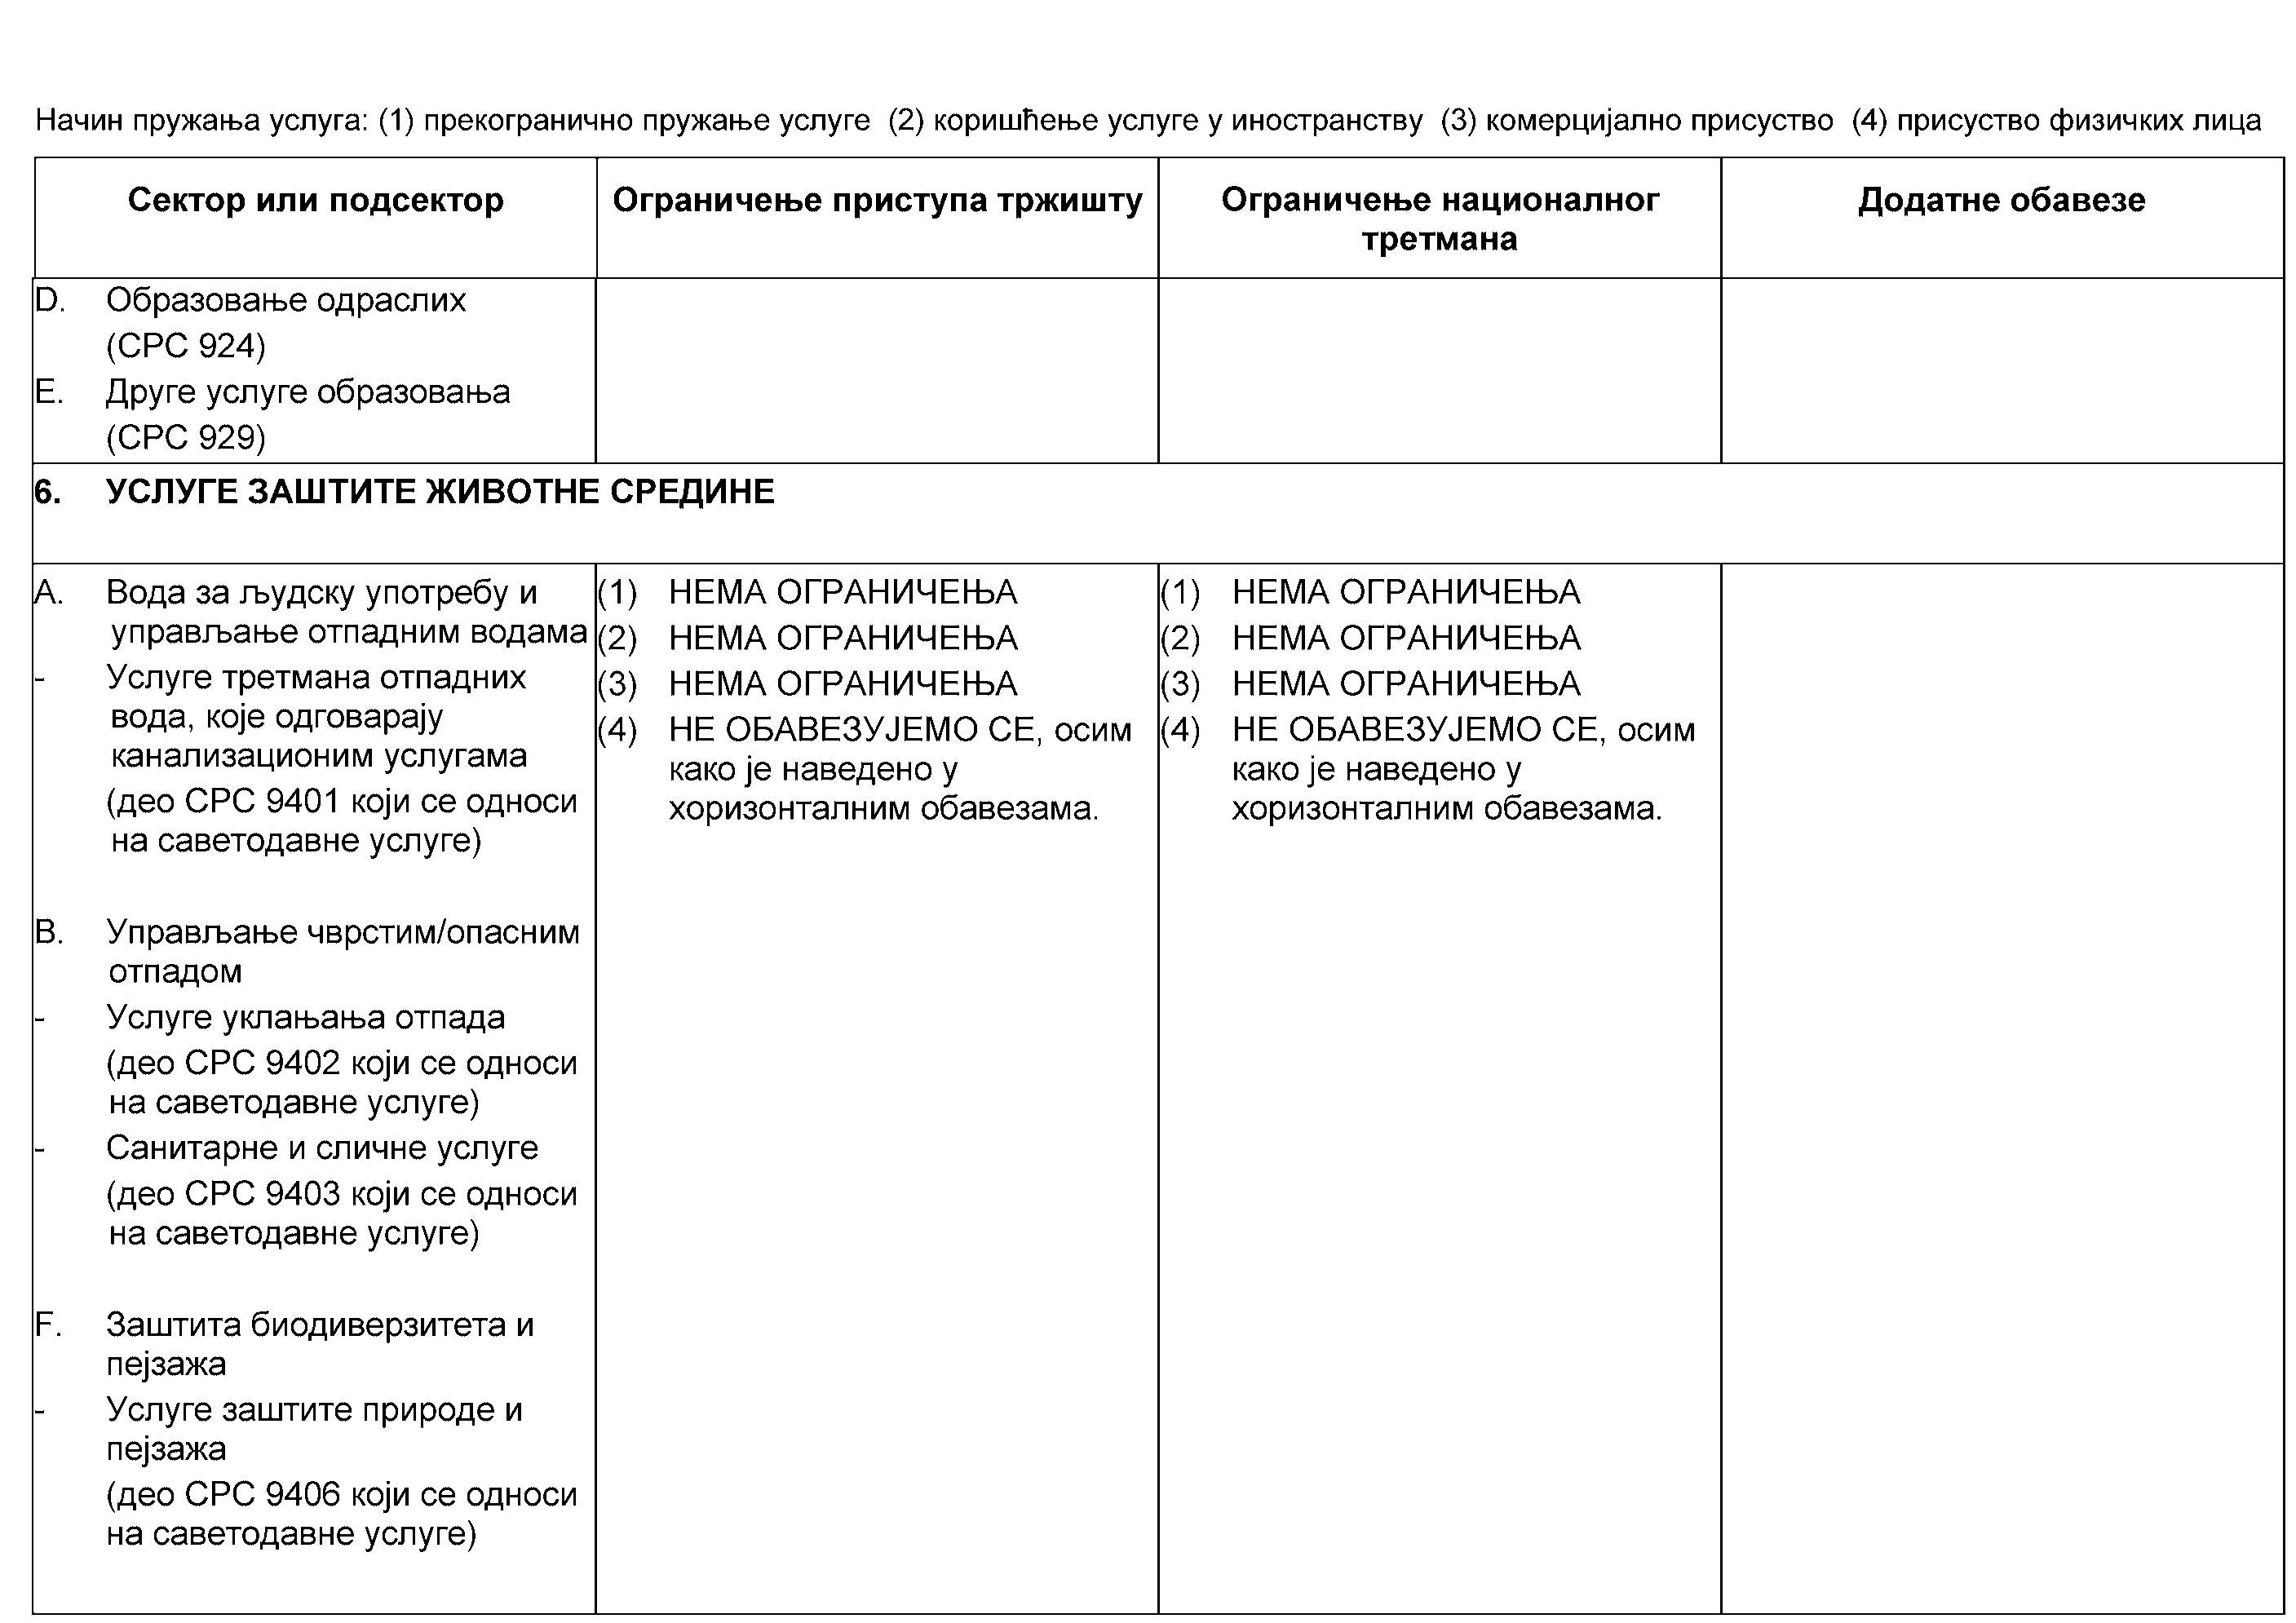 Начин пружања услуга: (1) прекогранично пружање услуге (2) коришћење услуге у иностранству (3) комерцијално присуство (4) присуство физичких лица
Сектор или подсектор
Ограничење приступа тржишту
Ограничење националног
третмана
Додатне обавезе
D. Образовање одраслих
(CPC 924)
E. Друге услуге образовања
(CPC 929)
6. УСЛУГЕ ЗАШТИТЕ ЖИВОТНЕ СРЕДИНЕ
A. Вода за људску употребу и
управљање отпадним водама
- Услуге третмана отпадних
вода, које одговарају
канализационим услугама
(део CPC 9401 који се односи
на саветодавне услуге)
B. Управљање чврстим/опасним
отпадом
- Услуге уклањања отпада
(део CPC 9402 који се односи
на саветодавне услуге)
- Санитарне и сличне услуге
(део CPC 9403 који се односи
на саветодавне услуге)
F. Заштита биодиверзитета и
пејзажа
- Услуге заштите природе и
пејзажа
(део CPC 9406 који се односи
на саветодавне услуге)
(1) НЕМА ОГРАНИЧЕЊА
(2) НЕМА ОГРАНИЧЕЊА
(3) НЕМА ОГРАНИЧЕЊА
(4) НЕ ОБАВЕЗУЈЕМО СЕ, осим
како је наведено у
хоризонталним обавезама.
(1) НЕМА ОГРАНИЧЕЊА
(2) НЕМА ОГРАНИЧЕЊА
(3) НЕМА ОГРАНИЧЕЊА
(4) НЕ ОБАВЕЗУЈЕМО СЕ, осим
како је наведено у
хоризонталним обавезама.